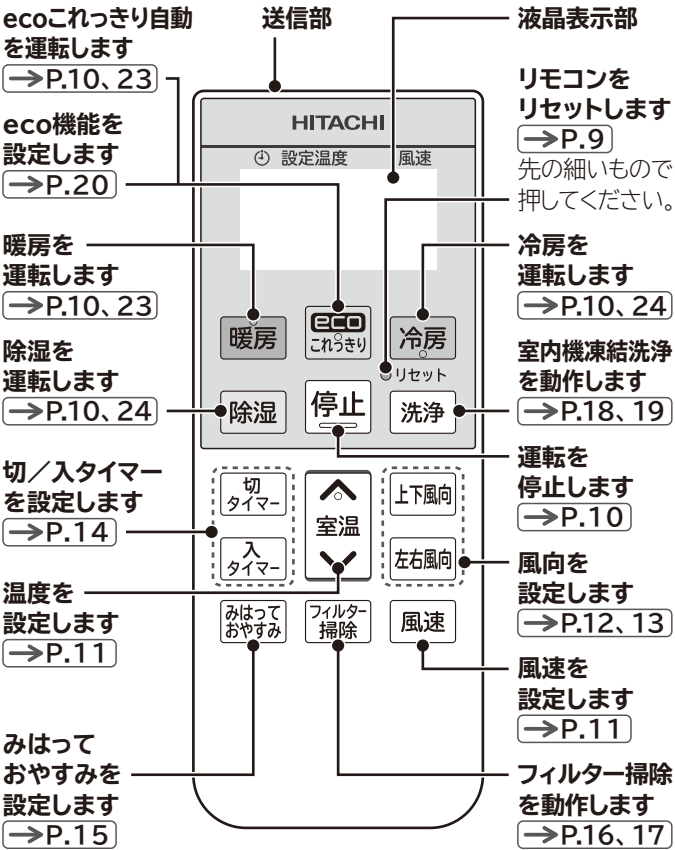 ecoこれっきり自動
を運転します
→P.10、23
eco機能を
設定します
→P.20
暖房を
運転します
→P.10、23
除湿を
運転します
→P.10、24
切／入タイマー
を設定します
→P.14
温度を
設定します
→P.11
みはって
おやすみを
設定します
→P.15
送信部
HITACHI
設定温度 風速
暖房
eco
これっきり
冷房
リセット
除湿
停止
洗浄
切
タイマー
室温
上下風向
入
タイマー
左右風向
みはって
おやすみ
フィルター
掃除
風速
液晶表示部
リモコンを
リセットします
→P.9
先の細いもので
押してください。
冷房を
運転します
→P.10、24
室内機凍結洗浄
を動作します
→P.18、19
運転を
停止します
→P.10
風向を
設定します
→P.12、13
風速を
設定します
→P.11
フィルター掃除
を動作します
→P.16、17